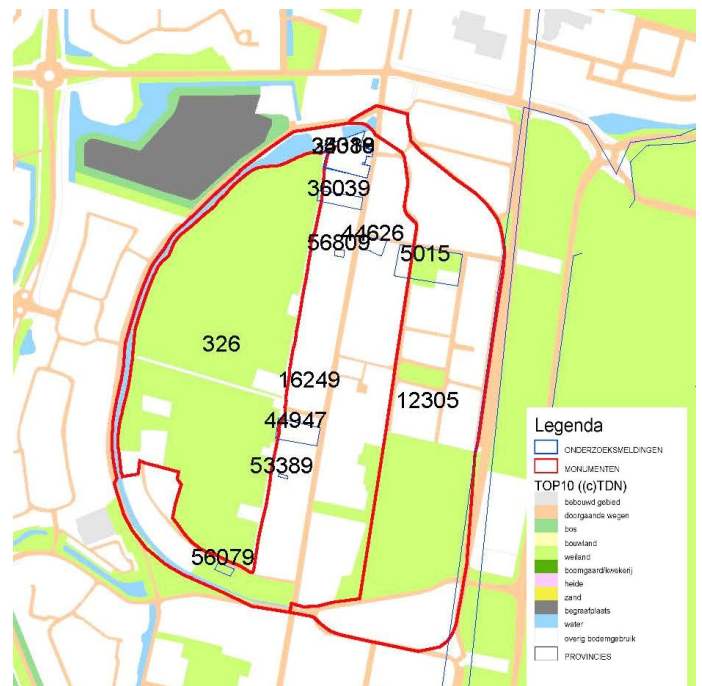 36039
44626
56809
5015
326
16249
12305
44947
53389
56079
Legenda
ONDERZOEKSMELDINGEN
MONUMENTEN
TOP10 ((c)TDN)
bebouwd gebied
doorgaande wegen
bos
bouwland
weiland
boomgaard/kwekerij
heide
zand
begraafplaats
water
overig bodemgebruik
PROVINCIES